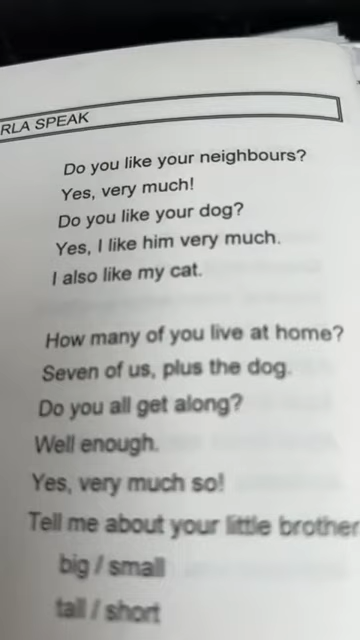 RLA SPEAK
Do you like your neighbours?
Yes, very much!
Do you like your dog?
Yes, I like him very much.
I also like my cat.
How many of you live at home?
Seven of us, plus the dog.
Do you all get along?
Well enough.
Yes, very much so!
Tell me about your little brother
big / small
tall / short